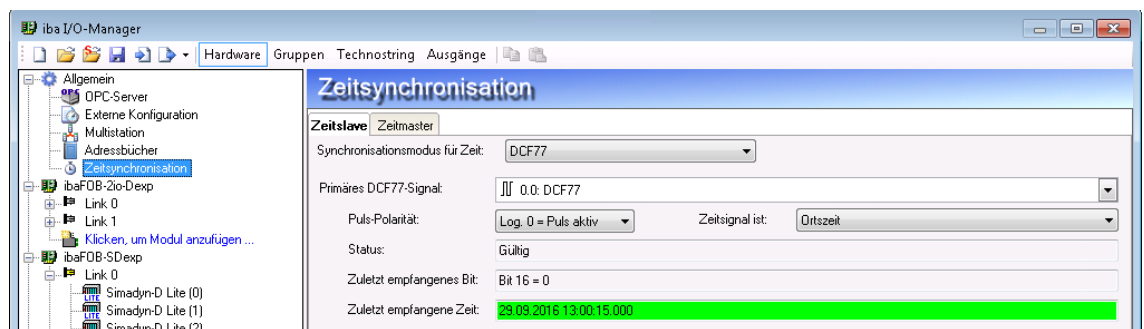 iba I/O-Manager
Hardware Gruppen Technostring Ausgänge
Allgemein
OPC-Server
Externe Konfiguration
Multistation
Adressbücher
Zeitsynchronisation
ibaFOB-2io-Dexp
Link 0
Link 1
Klicken, um Modul anzufügen ...
ibaFOB-SDexp
Link 0
Simadyn-D Lite (0)
Simadyn-D Lite (1)
Simadyn-D Lite (2)
Zeitsynchronisation
Zeitslave Zeitmaster
Synchronisationsmodus für Zeit: DCF77
Primäres DCF77-Signal: 0.0: DCF77
Puls-Polarität: Log. 0 = Puls aktiv Zeitsignal ist: Ortszeit
Status: Gültig
Zuletzt empfangenes Bit: Bit 16 = 0
Zuletzt empfangene Zeit: 29.09.2016 13:00:15.000